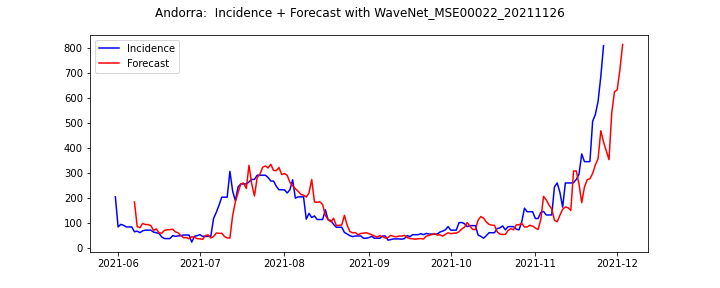 Andorra:  Incidence + Forecast with WaveNet_MSE00022_20211126
Incidence
Forecast
800
700
600
500
400
300
200
100
0
2021-06 2021-07 2021-08 2021-09 2021-10 2021-11 2021-12